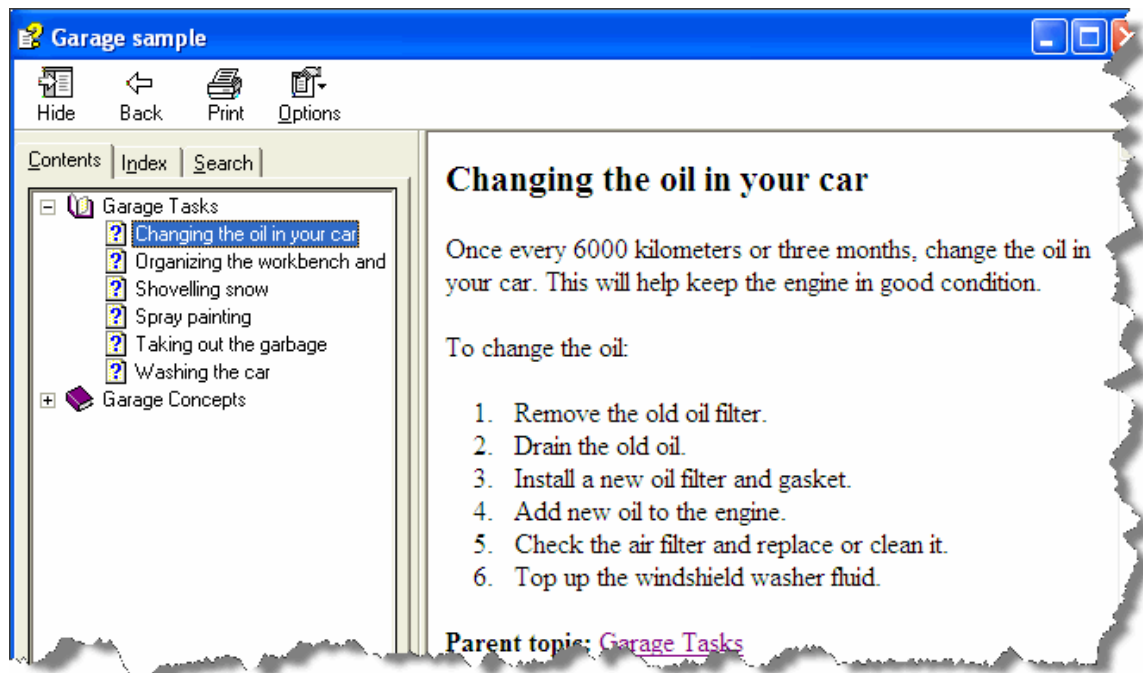 Garage sample
Hide Back Print Options
Contents Index Search
Garage Tasks
Changing the oil in your car
Organizing the workbench and
Shovelling snow
Spray painting
Taking out the garbage
Washing the car
Garage Concepts
Changing the oil in your car
Once every 6000 kilometers or three months, change the oil in
your car. This will help keep the engine in good condition.
To change the oil:
1. Remove the old oil filter.
2. Drain the old oil.
3. Install a new oil filter and gasket.
4. Add new oil to the engine.
5. Check the air filter and replace or clean it.
6. Top up the windshield washer fluid.
Parent topic: Garage Tasks